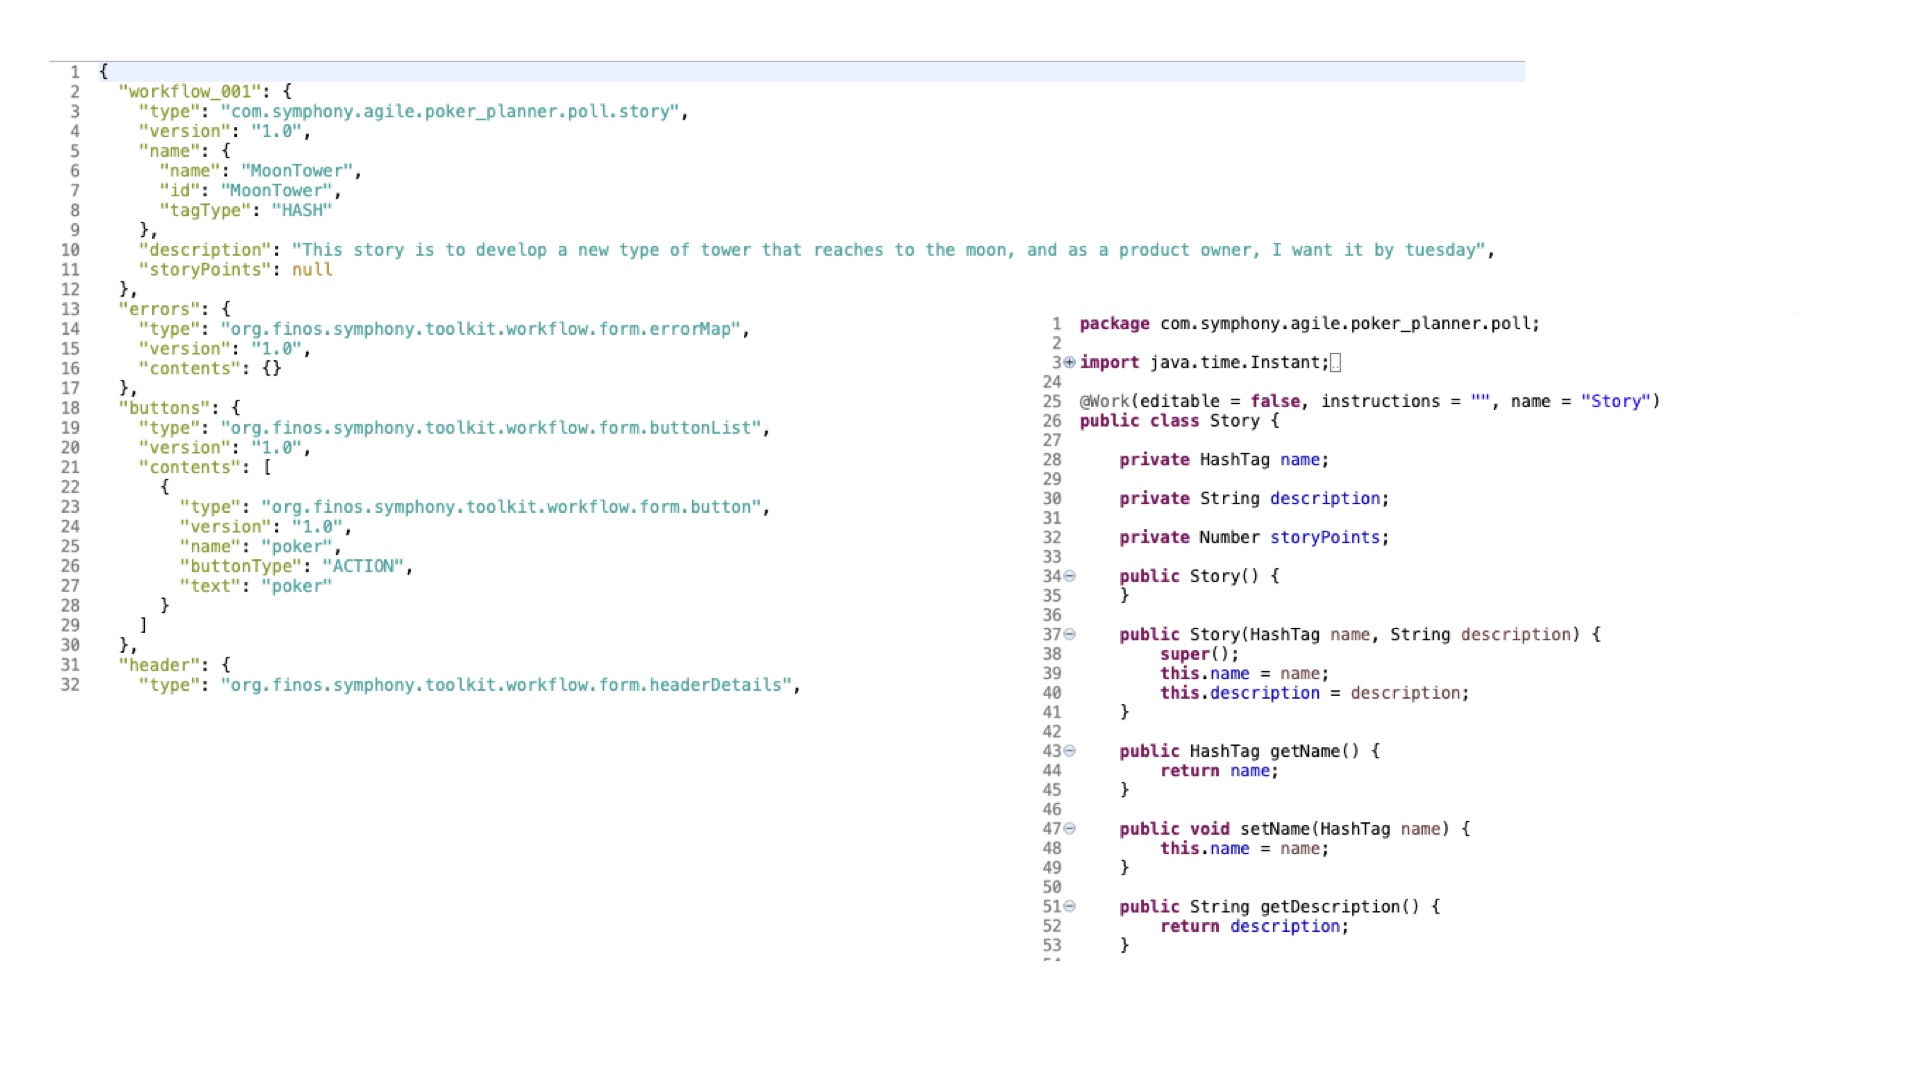 1 {
2 "workflow_001": {
3 "type": "com.symphony.agile.poker_planner.poll.story",
4 "version": "1.0",
5 "name": {
6 "name": "MoonTower",
7 "id": "MoonTower",
8 "tagType": "HASH"
9 },
10 "description": "This story is to develop a new type of tower that reaches to the moon, and as a product owner, I want it by tuesday",
11 "storyPoints": null
12 },
13 "errors": {
14 "type": "org.finos.symphony.toolkit.workflow.form.errorMap",
15 "version": "1.0",
16 "contents": {}
17 },
18 "buttons": {
19 "type": "org.finos.symphony.toolkit.workflow.form.buttonList",
20 "version": "1.0",
21 "contents": [
22 {
23 "type": "org.finos.symphony.toolkit.workflow.form.button",
24 "version": "1.0",
25 "name": "poker",
26 "buttonType": "ACTION",
27 "text": "poker"
28 }
29 ]
30 },
31 "header": {
32 "type": "org.finos.symphony.toolkit.workflow.form.headerDetails",
1 package com.symphony.agile.poker_planner.poll;
2
3 import java.time.Instant;
24
25 @Work(editable = false, instructions = "", name = "Story")
26 public class Story {
27
28 private HashTag name;
29
30 private String description;
31
32 private Number storyPoints;
33
34 public Story() {
35 }
36
37 public Story(HashTag name, String description) {
38 super();
39 this.name = name;
40 this.description = description;
41 }
42
43 public HashTag getName() {
44 return name;
45 }
46
47 public void setName(HashTag name) {
48 this.name = name;
49 }
50
51 public String getDescription() {
52 return description;
53 }